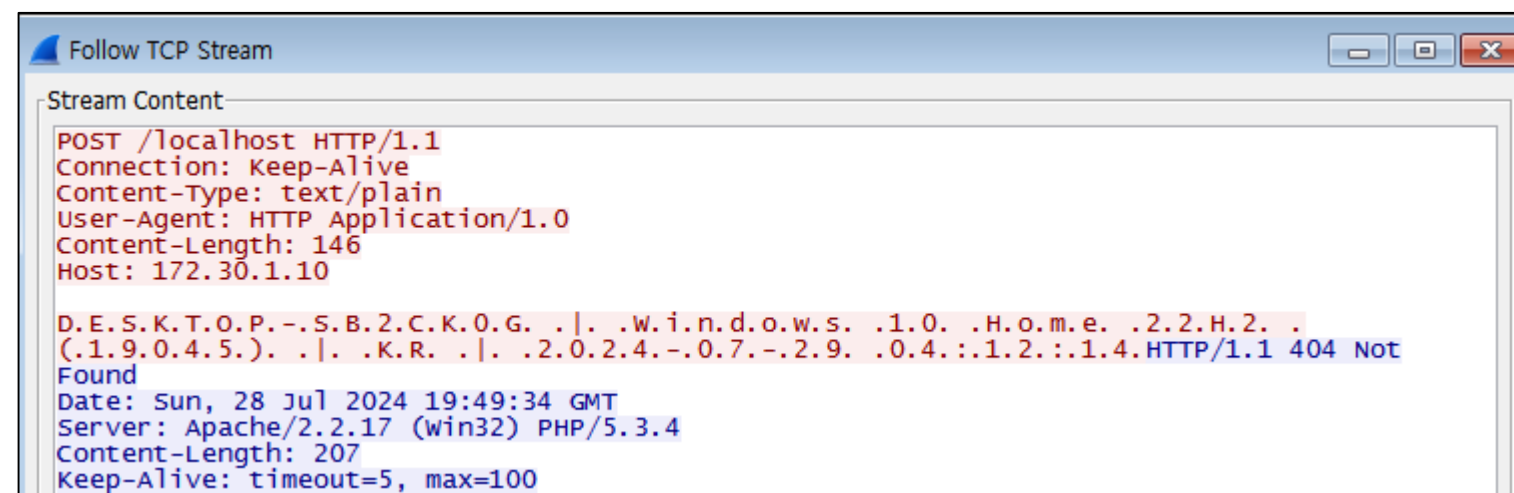 Follow TCP Stream
Stream Content
POST /localhost HTTP/1.1
Connection: Keep-Alive
Content-Type: text/plain
User-Agent: HTTP Application/1.0
Content-Length: 146
Host: 172.30.1.10
D.E.S.K.T.O.P.-.S.B.2.C.K.O.G. .|. .W.i.n.d.o.w.s. .1.0. .H.o.m.e. .2.2.H.2. .
(.1.9.0.4.5.). .|. .K.R. .|. .2.0.2.4.-.0.7.-.2.9. .0.4.:.1.2.:.1.4.HTTP/1.1 404 Not
Found
Date: Sun, 28 Jul 2024 19:49:34 GMT
Server: Apache/2.2.17 (Win32) PHP/5.3.4
Content-Length: 207
Keep-Alive: timeout=5, max=100